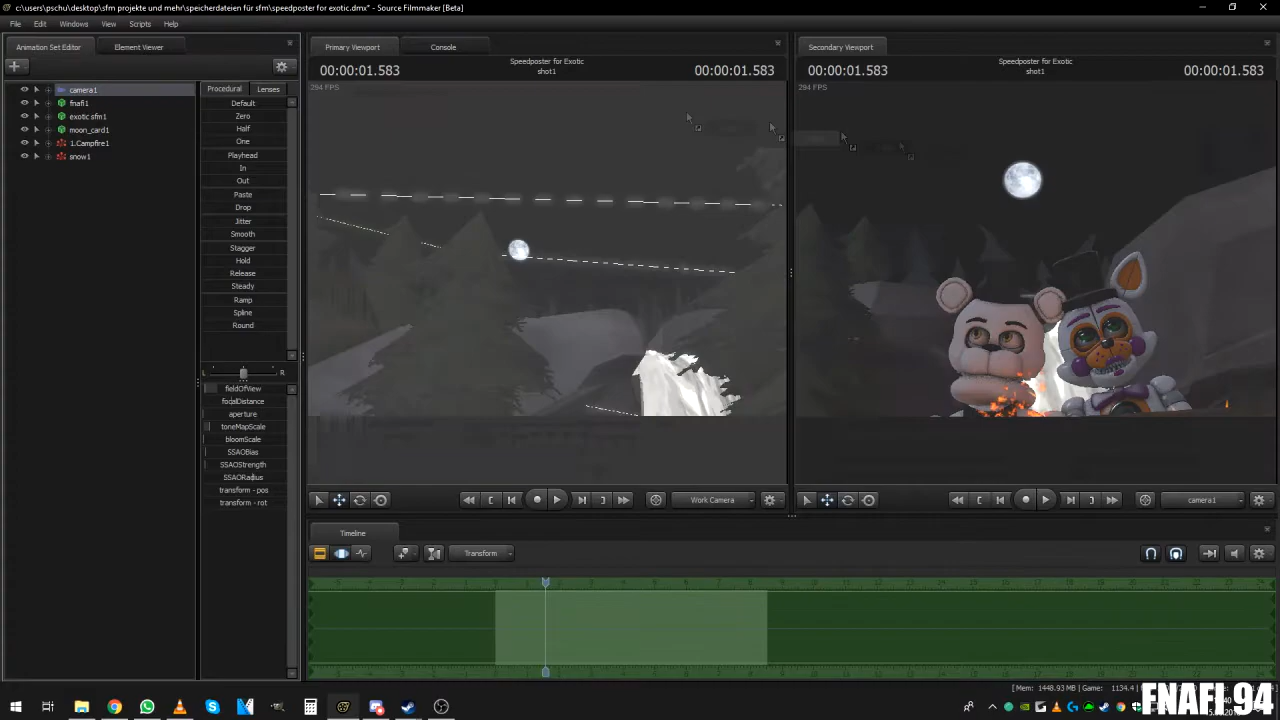 c:\users\pschu\desktop\sfm projekte und mehr\speicherdateien für sfm\speedposter for exotic.dmx* - Source Filmmaker [Beta]
File Edit Windows View Scripts Help
Animation Set Editor Element Viewer
Primary Viewport Console
Secondary Viewport
00:00:01.583 Speedposter for Exotic 00:00:01.583
shot1
00:00:01.583 Speedposter for Exotic 00:00:01.583
shot1
294 FPS
294 FPS
camera1
fnafi1
exotic sfm1
moon_card1
1.Campfire1
snow1
Procedural Lenses
Default
Zero
Half
One
Playhead
In
Out
Paste
Drop
Jitter
Smooth
Stagger
Hold
Release
Steady
Ramp
Spline
Round
L R
fieldOfView
focalDistance
aperture
toneMapScale
bloomScale
SSAOBias
SSAOStrength
SSAORadius
transform - pos
transform - rot
Work Camera
camera1
Timeline
Transform
[Mem: 1448.93 MB | Game: 1134.4
FNAFI 94